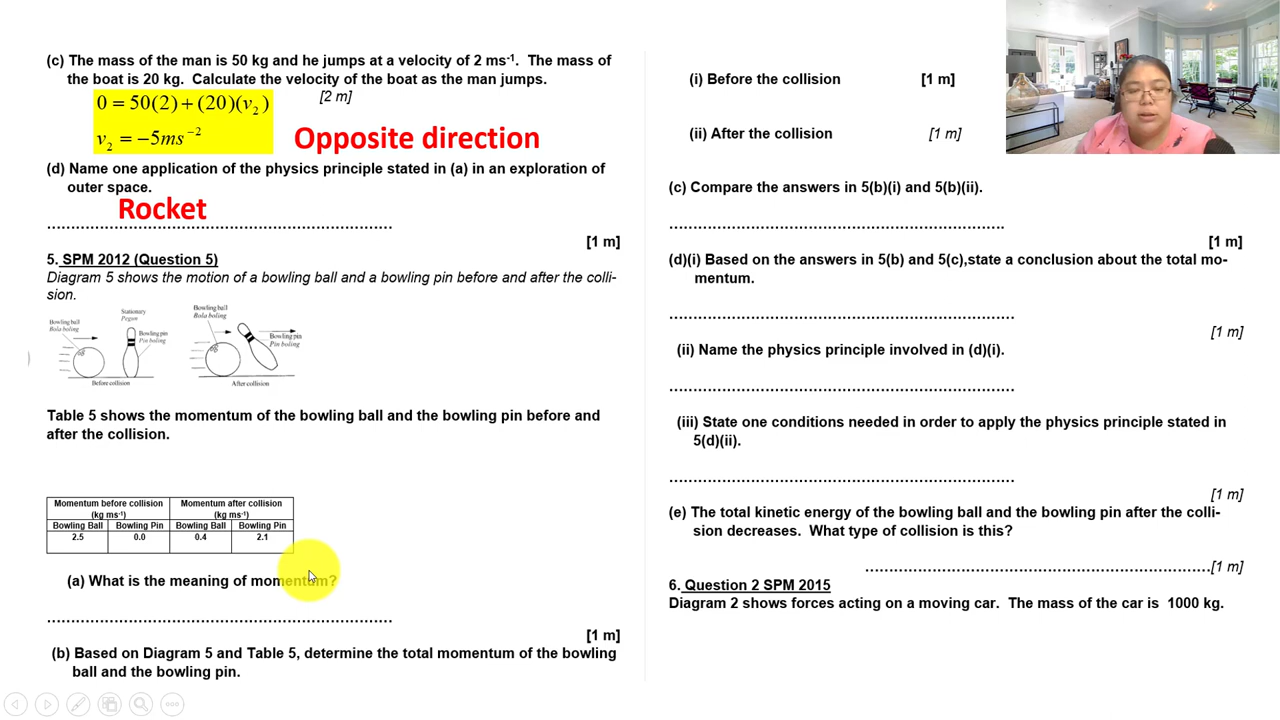 (c) The mass of the man is 50 kg and he jumps at a velocity of 2 ms⁻¹. The mass of
the boat is 20 kg. Calculate the velocity of the boat as the man jumps.
[2 m]
0 = 50(2) + (20)(v₂)
v₂ = −5ms⁻²
Opposite direction
(d) Name one application of the physics principle stated in (a) in an exploration of
outer space.
Rocket
........................................................................
[1 m]
5. SPM 2012 (Question 5)
Diagram 5 shows the motion of a bowling ball and a bowling pin before and after the colli-
sion.
Bowling ball
Bola boling
Stationary
Pegun
Bowling pin
Pin boling
Before collision
Bowling ball
Bola boling
Bowling pin
Pin boling
After collision
Table 5 shows the momentum of the bowling ball and the bowling pin before and
after the collision.
Momentum before collision (kg ms⁻¹) Momentum after collision (kg ms⁻¹)
Bowling Ball Bowling Pin Bowling Ball Bowling Pin
2.5 0.0 0.4 2.1
(a) What is the meaning of momentum?
........................................................................
[1 m]
(b) Based on Diagram 5 and Table 5, determine the total momentum of the bowling
ball and the bowling pin.
(i) Before the collision [1 m]
(ii) After the collision [1 m]
(c) Compare the answers in 5(b)(i) and 5(b)(ii).
......................................................................
[1 m]
(d)(i) Based on the answers in 5(b) and 5(c),state a conclusion about the total mo-
mentum.
........................................................................
[1 m]
(ii) Name the physics principle involved in (d)(i).
........................................................................
(iii) State one conditions needed in order to apply the physics principle stated in
5(d)(ii).
........................................................................
[1 m]
(e) The total kinetic energy of the bowling ball and the bowling pin after the colli-
sion decreases. What type of collision is this?
........................................................................[1 m]
6. Question 2 SPM 2015
Diagram 2 shows forces acting on a moving car. The mass of the car is 1000 kg.